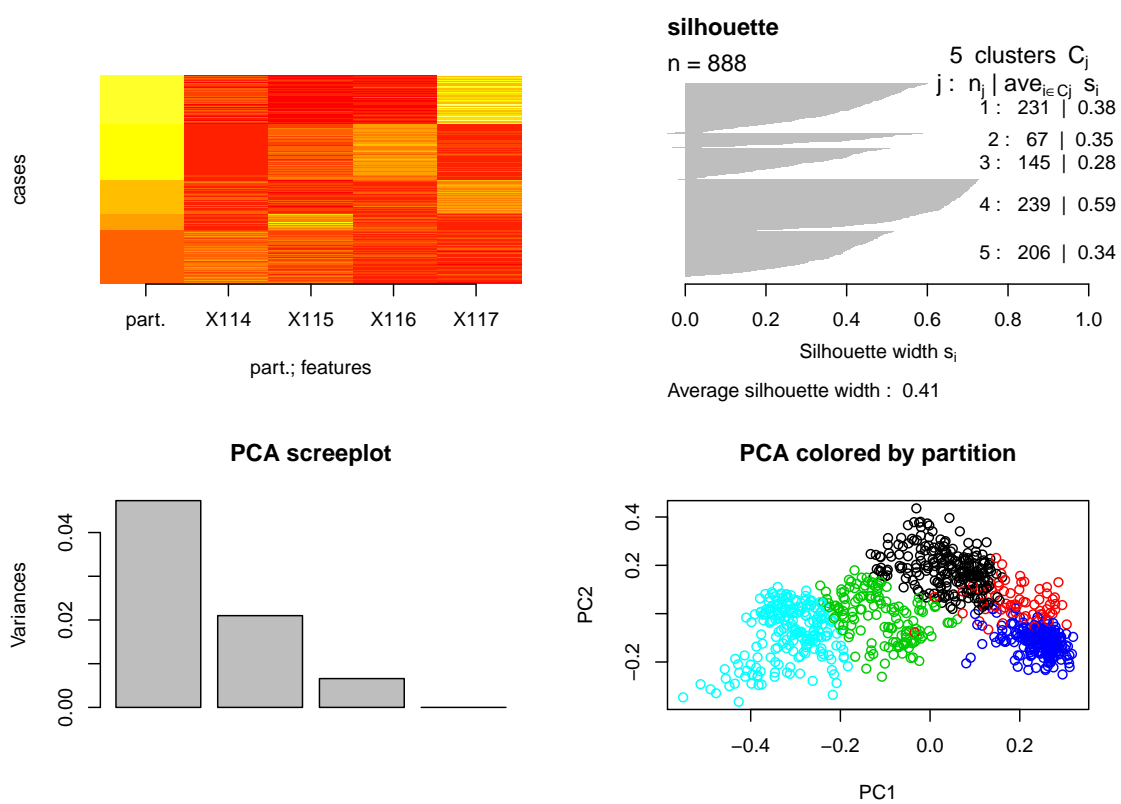 cases
part. X114 X115 X116 X117
part.; features
silhouette
n = 888
5 clusters Cj
j : nj | avei∈Cj si
1 : 231 | 0.38
2 : 67 | 0.35
3 : 145 | 0.28
4 : 239 | 0.59
5 : 206 | 0.34
0.0 0.2 0.4 0.6 0.8 1.0
Silhouette width si
Average silhouette width : 0.41
PCA screeplot
Variances
0.04
0.02
0.00
PCA colored by partition
PC2
0.4
0.2
−0.2
−0.4 −0.2 0.0 0.2
PC1